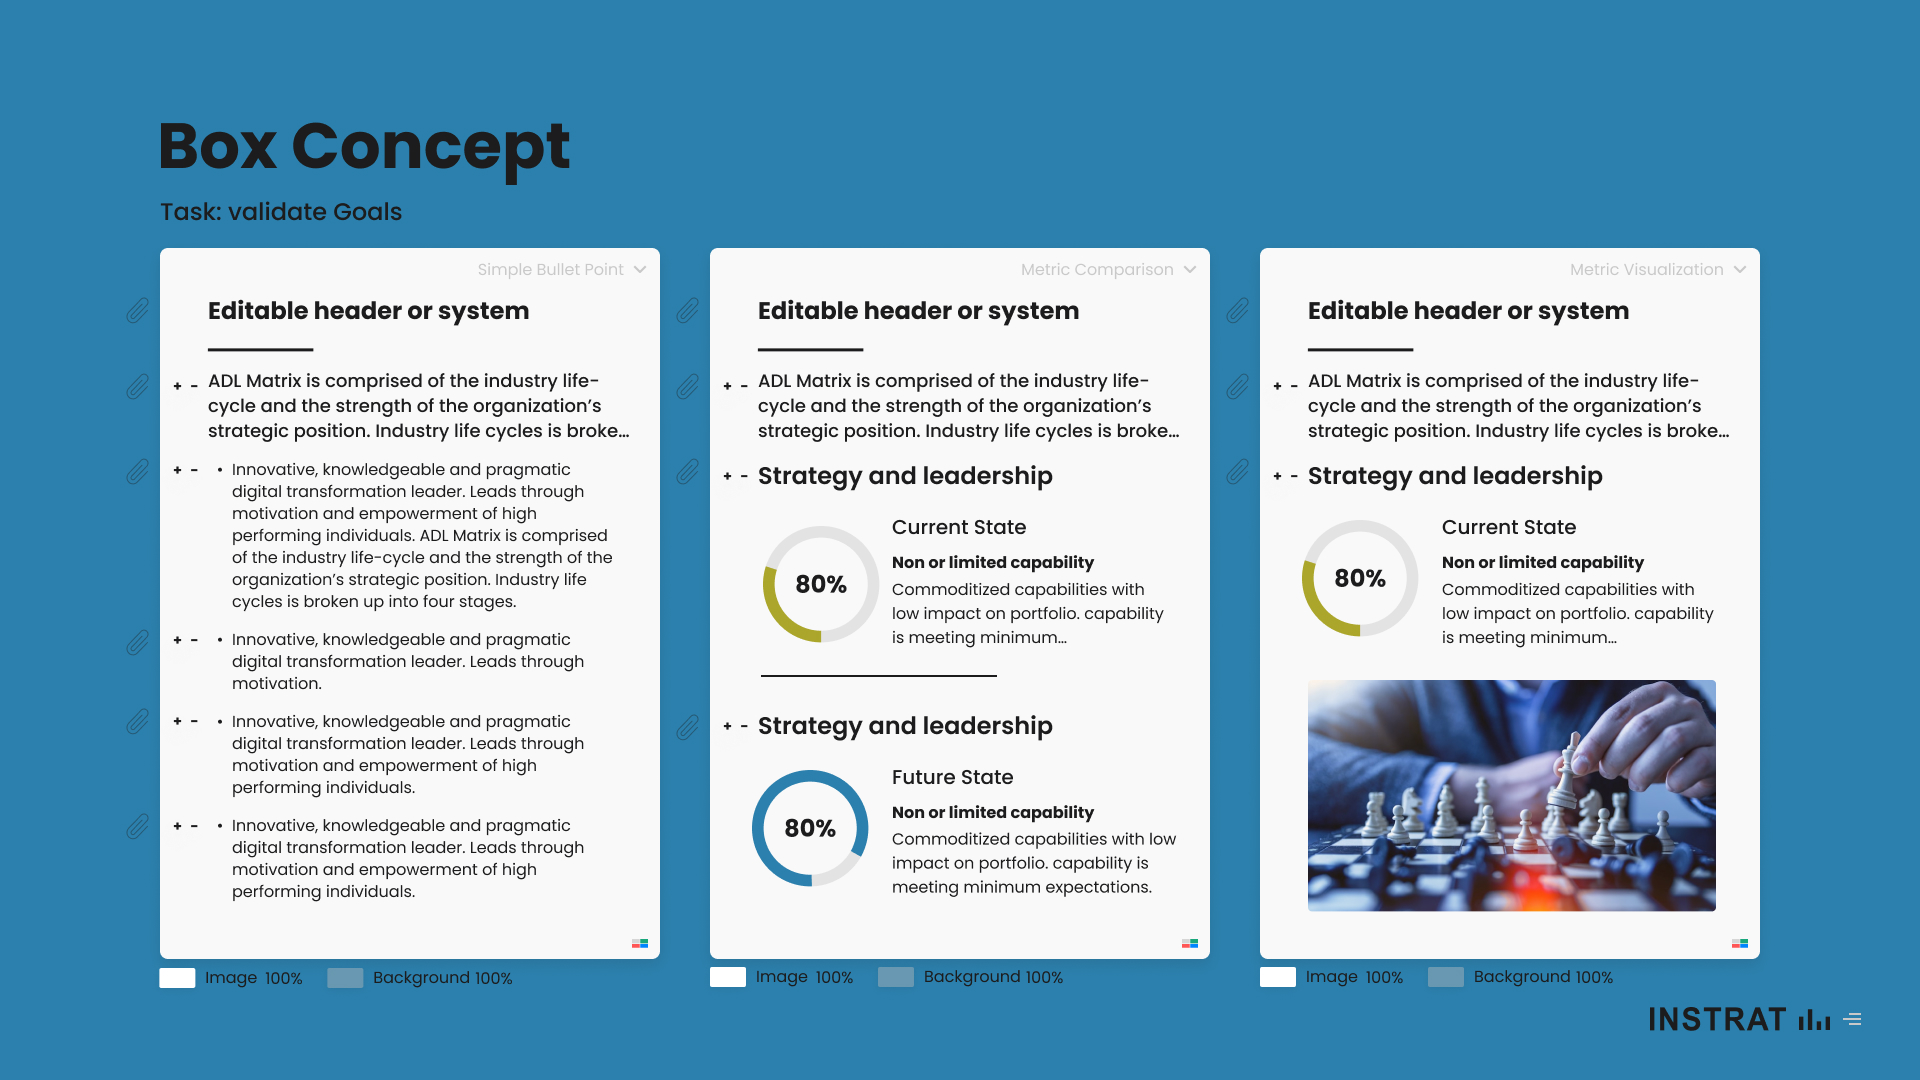 Box Concept
Task: validate Goals
Simple Bullet Point
Editable header or system
+ - ADL Matrix is comprised of the industry life-
cycle and the strength of the organization's
strategic position. Industry life cycles is broke...
+ - • Innovative, knowledgeable and pragmatic
digital transformation leader. Leads through
motivation and empowerment of high
performing individuals. ADL Matrix is comprised
of the industry life-cycle and the strength of the
organization's strategic position. Industry life
cycles is broken up into four stages.
+ - • Innovative, knowledgeable and pragmatic
digital transformation leader. Leads through
motivation.
+ - • Innovative, knowledgeable and pragmatic
digital transformation leader. Leads through
motivation and empowerment of high
performing individuals.
+ - • Innovative, knowledgeable and pragmatic
digital transformation leader. Leads through
motivation and empowerment of high
performing individuals.
Image 100% Background 100%
Metric Comparison
Editable header or system
+ - ADL Matrix is comprised of the industry life-
cycle and the strength of the organization's
strategic position. Industry life cycles is broke...
+ - Strategy and leadership
80%
Current State
Non or limited capability
Commoditized capabilities with
low impact on portfolio. capability
is meeting minimum...
+ - Strategy and leadership
80%
Future State
Non or limited capability
Commoditized capabilities with low
impact on portfolio. capability is
meeting minimum expectations.
Image 100% Background 100%
Metric Visualization
Editable header or system
+ - ADL Matrix is comprised of the industry life-
cycle and the strength of the organization's
strategic position. Industry life cycles is broke...
+ - Strategy and leadership
80%
Current State
Non or limited capability
Commoditized capabilities with
low impact on portfolio. capability
is meeting minimum...
Image 100% Background 100%
INSTRAT